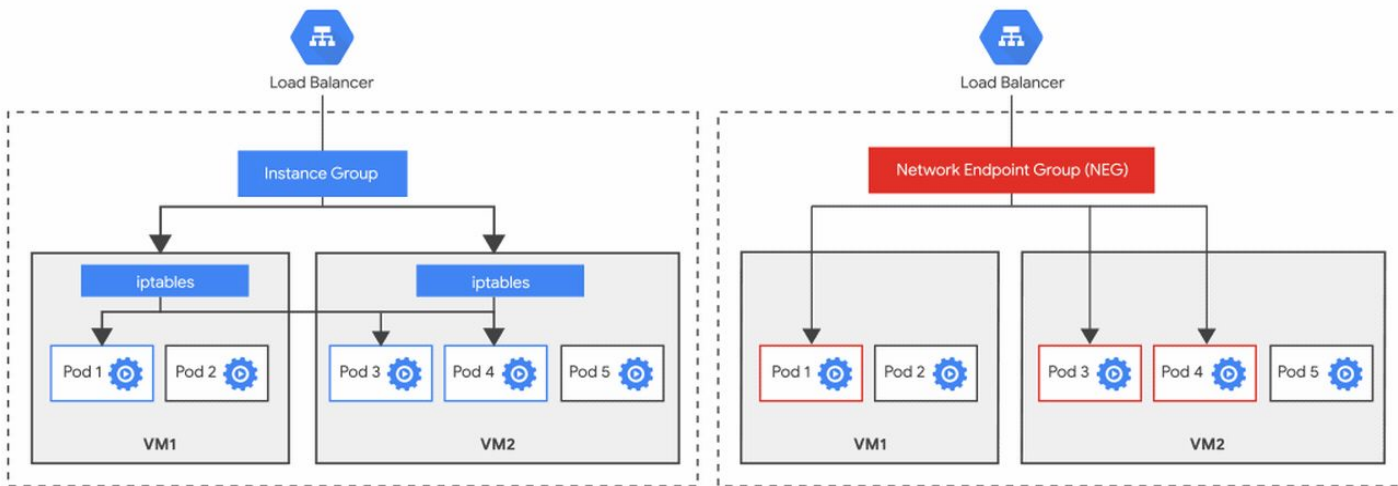 Load Balancer
Instance Group
iptables
iptables
Pod 1
Pod 2
Pod 3
Pod 4
Pod 5
VM1
VM2
Load Balancer
Network Endpoint Group (NEG)
Pod 1
Pod 2
Pod 3
Pod 4
Pod 5
VM1
VM2